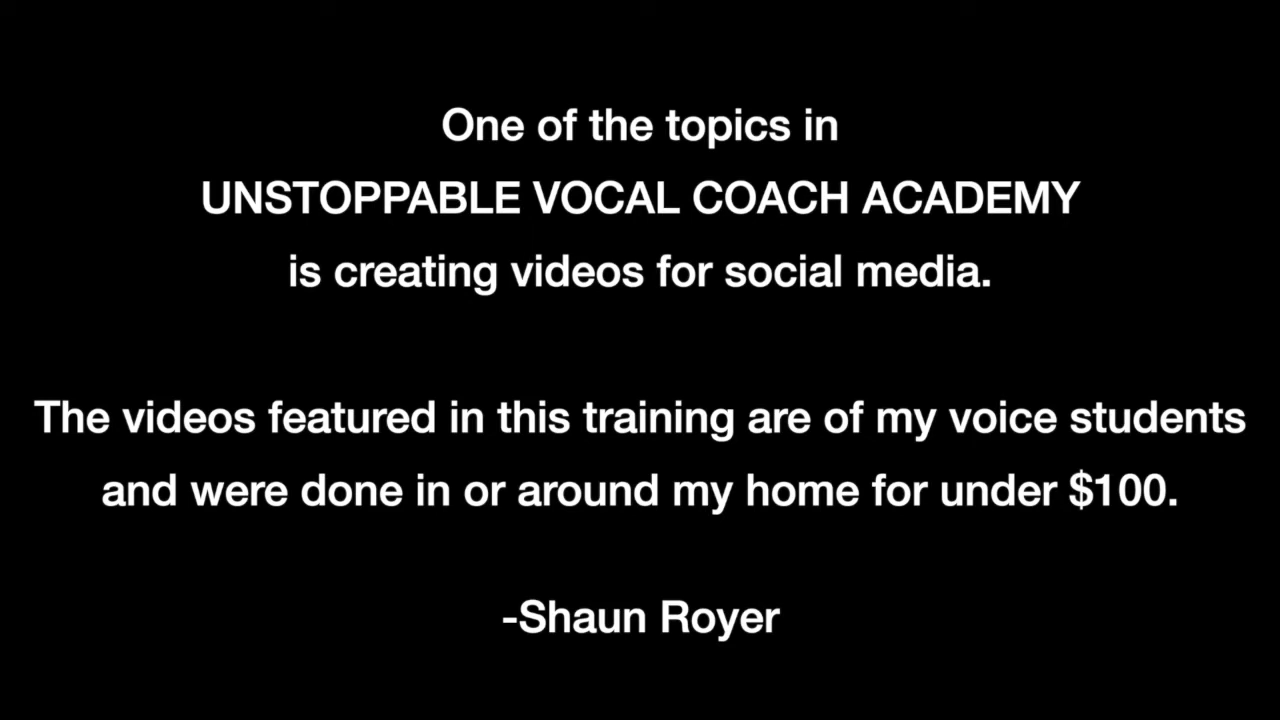 One of the topics in
UNSTOPPABLE VOCAL COACH ACADEMY
is creating videos for social media.
The videos featured in this training are of my voice students
and were done in or around my home for under $100.
-Shaun Royer